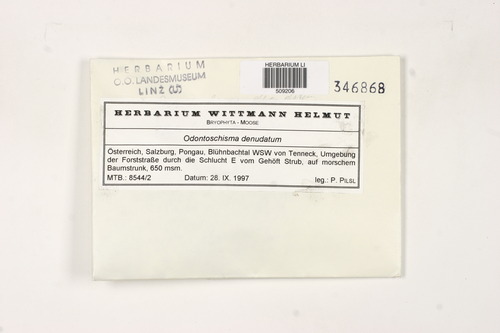 HERBARIUM
O.Ö. LANDESMUSEUM
LINZ (LI)
HERBARIUM LI
509206
346868
HERBARIUM WITTMANN HELMUT
BRYOPHYTA - MOOSE
Odontoschisma denudatum
Österreich, Salzburg, Pongau, Blühnbachtal WSW von Tenneck, Umgebung
der Forststraße durch die Schlucht E vom Gehöft Strub, auf morschem
Baumstrunk, 650 msm.
MTB.: 8544/2 Datum: 28. IX. 1997 leg.: P. PILSL